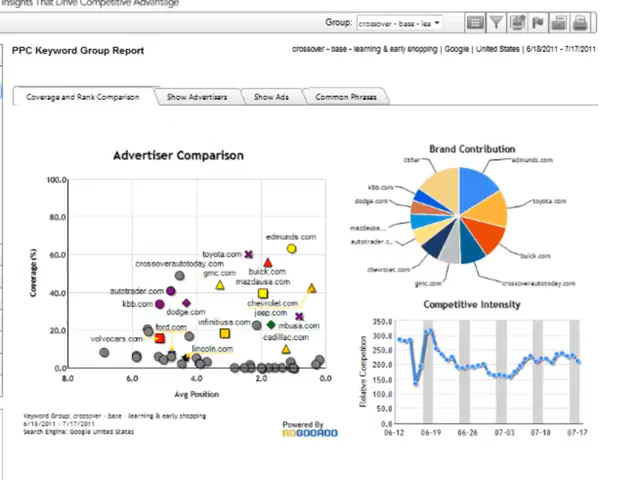 Insights That Drive Competitive Advantage
Group: crossover - base - lea
PPC Keyword Group Report
crossover - base - learning & early shopping | Google | United States | 6/18/2011 - 7/17/2011
Coverage and Rank Comparison
Show Advertisers
Show Ads
Common Phrases
Advertiser Comparison
100.0
80.0
60.0
40.0
20.0
0.0
Coverage (%)
edmunds.com
toyota.com
crossoverautotoday.com
buick.com
gmc.com
mazdausa.com
autotrader.com
kbb.com
chevrolet.com
dodge.com
jeep.com
infinitiusa.com
mbusa.com
ford.com
volvocars.com
cadillac.com
lincoln.com
8.0 6.0 4.0 2.0 0.0
Avg Position
Brand Contribution
Other
edmunds.com
kbb.com
dodge.com
toyota.com
mazdausa...
autotrader.c...
buick.com
chevrolet.com
gmc.com
crossoverautotoday.com
Competitive Intensity
350.0
300.0
250.0
200.0
150.0
100.0
50.0
0.0
Relative Competition
06-12 06-19 06-26 07-03 07-10 07-17
Keyword Group: crossover - base - learning & early shopping
6/18/2011 - 7/17/2011
Search Engine: Google United States
Powered By
ADGOOROO